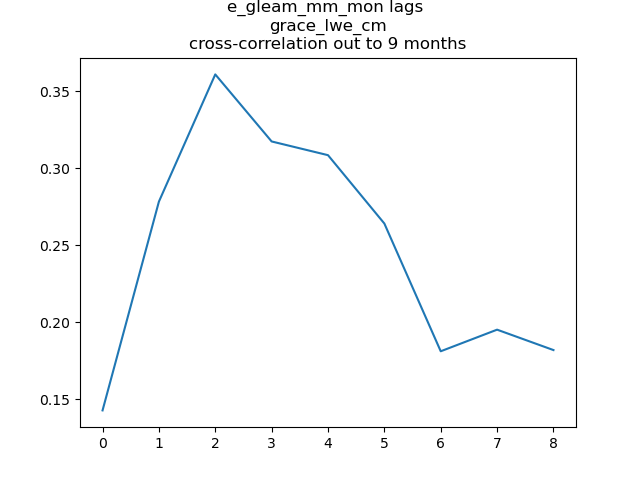 e_gleam_mm_mon lags
grace_lwe_cm
cross-correlation out to 9 months
0.35
0.30
0.25
0.20
0.15
0 1 2 3 4 5 6 7 8